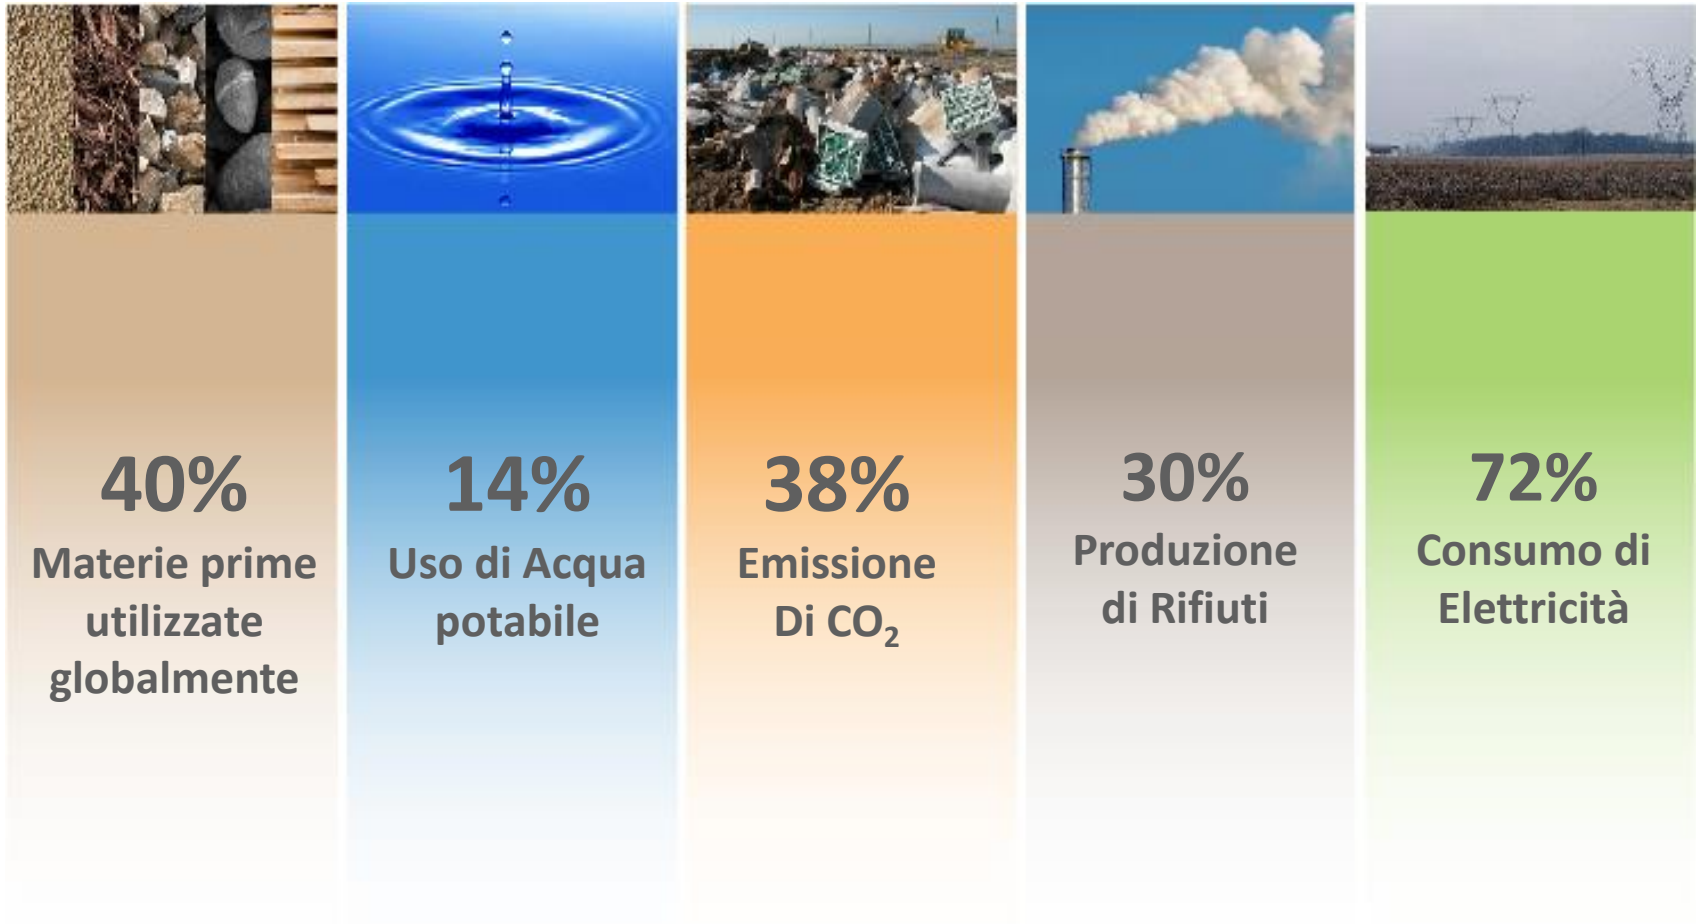 40%
Materie prime
utilizzate
globalmente
14%
Uso di Acqua
potabile
38%
Emissione
Di CO₂
30%
Produzione
di Rifiuti
72%
Consumo di
Elettricità